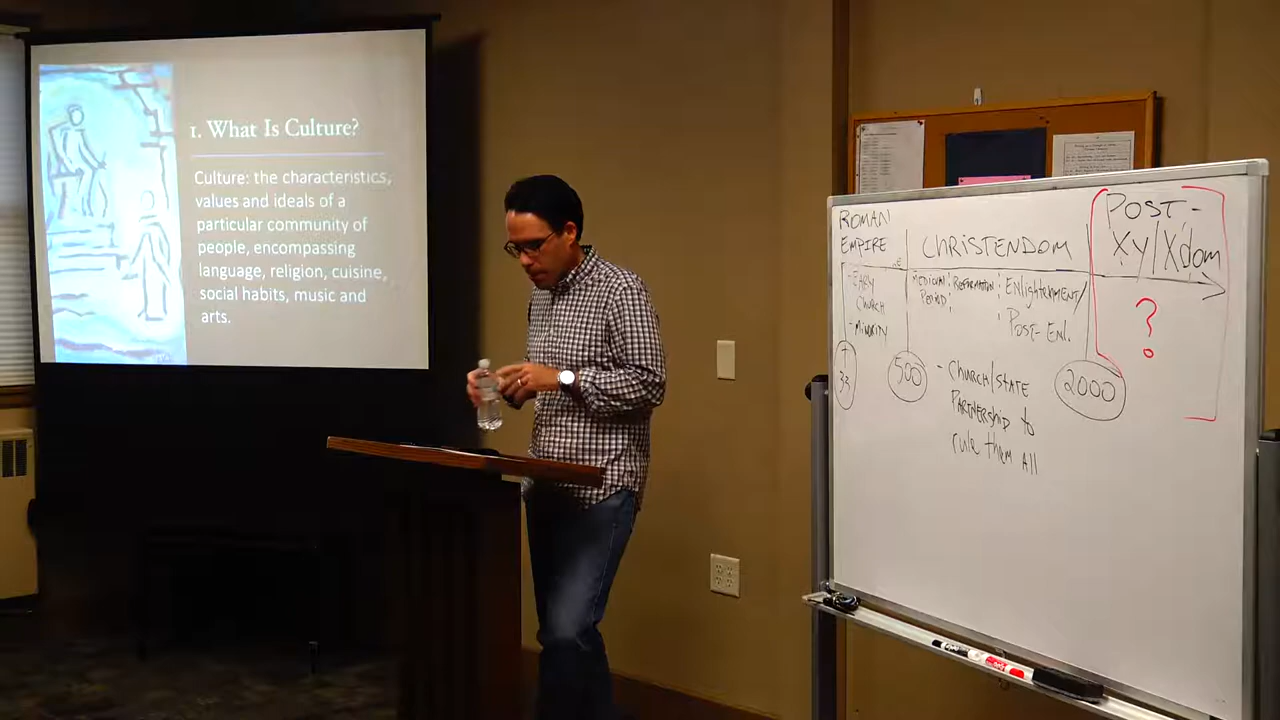 1. What Is Culture?
Culture: the characteristics,
values and ideals of a
particular community of
people, encompassing
language, religion, cuisine,
social habits, music and
arts.
ROMAN
EMPIRE
- EARLY
CHURCH
33
CHRISTENDOM
MEDIEVAL
PERIOD
REFORMATION
ENLIGHTENMENT/
POST-ENL.
500
- CHURCH/STATE
PARTNERSHIP to
rule them All
2000
POST-
Xy/Xdom
?